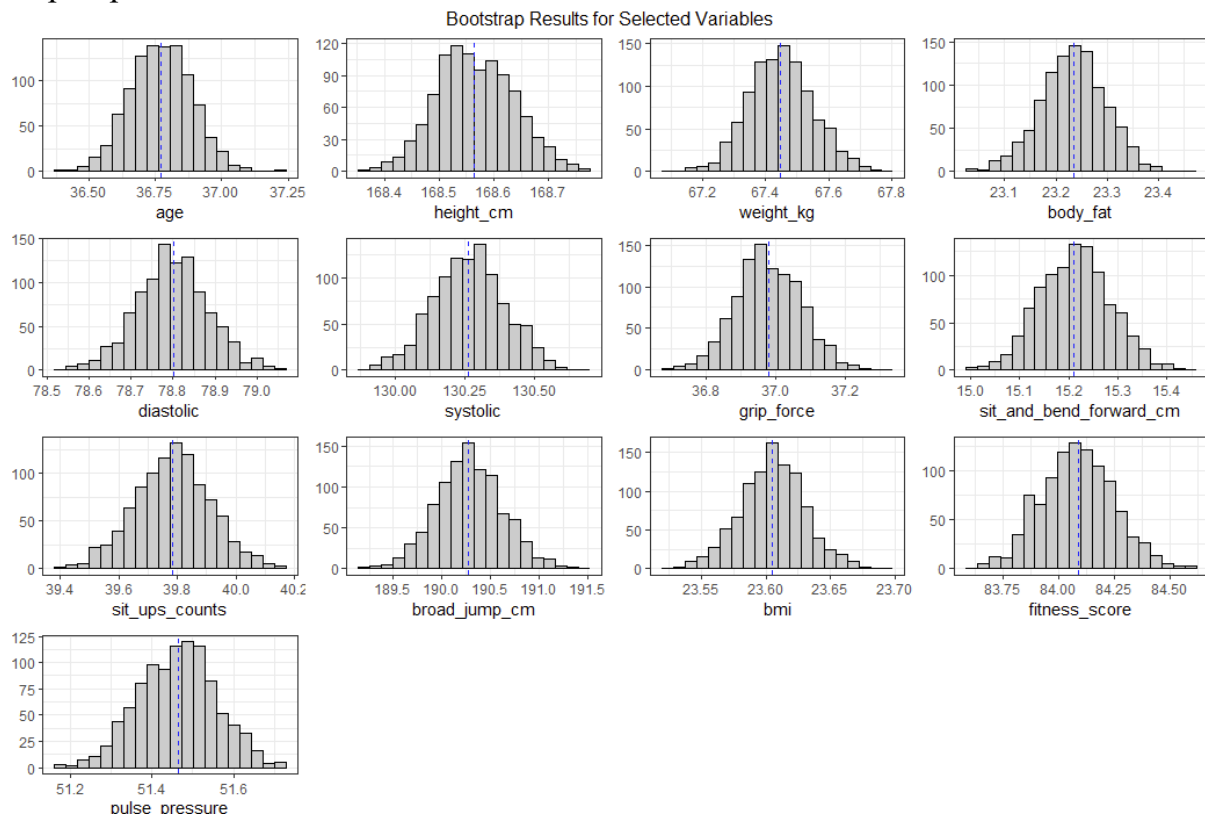 Bootstrap Results for Selected Variables
100
50
0
36.50 36.75 37.00 37.25
age
120
90
60
30
0
168.4 168.5 168.6 168.7
height_cm
150
100
50
0
67.2 67.4 67.6 67.8
weight_kg
150
100
50
0
23.1 23.2 23.3 23.4
body_fat
150
100
50
0
78.5 78.6 78.7 78.8 78.9 79.0
diastolic
100
50
0
130.00 130.25 130.50
systolic
150
100
50
0
36.8 37.0 37.2
grip_force
100
50
0
15.0 15.1 15.2 15.3 15.4
sit_and_bend_forward_cm
100
50
0
39.4 39.6 39.8 40.0 40.2
sit_ups_counts
150
100
50
0
189.5 190.0 190.5 191.0 191.5
broad_jump_cm
150
100
50
0
23.55 23.60 23.65 23.70
bmi
100
50
0
83.75 84.00 84.25 84.50
fitness_score
125
100
75
50
25
0
51.2 51.4 51.6
pulse_pressure